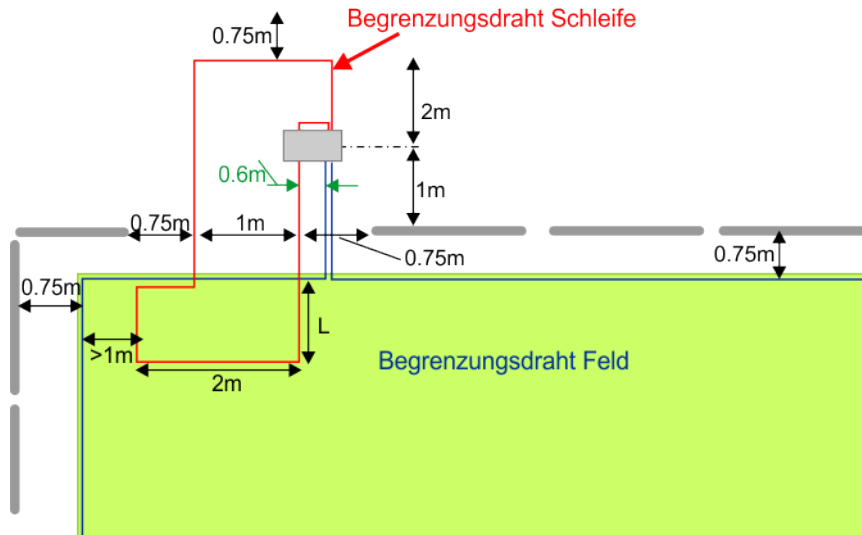 Begrenzungsdraht Schleife
0.75m
2m
0.6m
1m
0.75m
1m
0.75m
0.75m
0.75m
L
>1m
2m
Begrenzungsdraht Feld